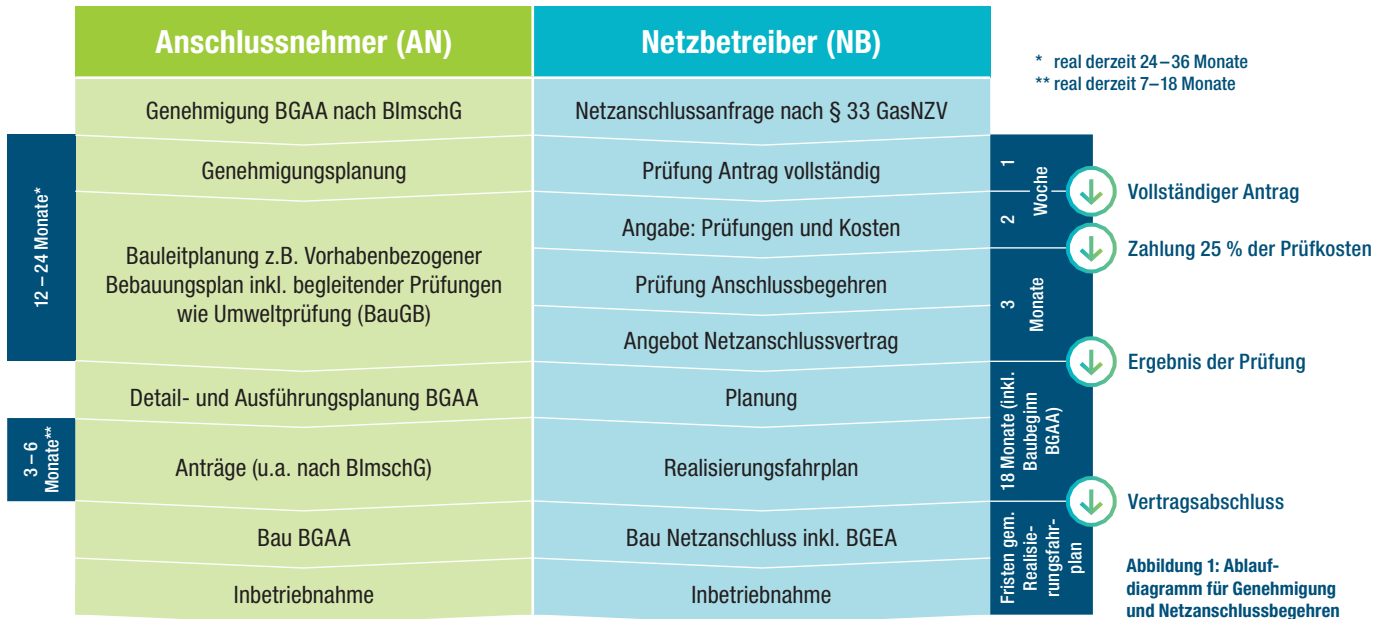 Anschlussnehmer (AN)
Netzbetreiber (NB)
* real derzeit 24–36 Monate
** real derzeit 7–18 Monate
Genehmigung BGAA nach BlmschG
Netzanschlussanfrage nach § 33 GasNZV
12 – 24 Monate*
Genehmigungsplanung
Prüfung Antrag vollständig
1
Woche
Vollständiger Antrag
Bauleitplanung z.B. Vorhabenbezogener
Bebauungsplan inkl. begleitender Prüfungen
wie Umweltprüfung (BauGB)
Angabe: Prüfungen und Kosten
2
Zahlung 25 % der Prüfkosten
Prüfung Anschlussbegehren
3
Monate
Angebot Netzanschlussvertrag
Ergebnis der Prüfung
Detail- und Ausführungsplanung BGAA
Planung
18 Monate (inkl.
Baubeginn
BGAA)
3 – 6
Monate**
Anträge (u.a. nach BlmschG)
Realisierungsfahrplan
Vertragsabschluss
Bau BGAA
Bau Netzanschluss inkl. BGEA
Fristen gem.
Realisie-
rungsfahr-
plan
Inbetriebnahme
Inbetriebnahme
Abbildung 1: Ablauf-
diagramm für Genehmigung
und Netzanschlussbegehren